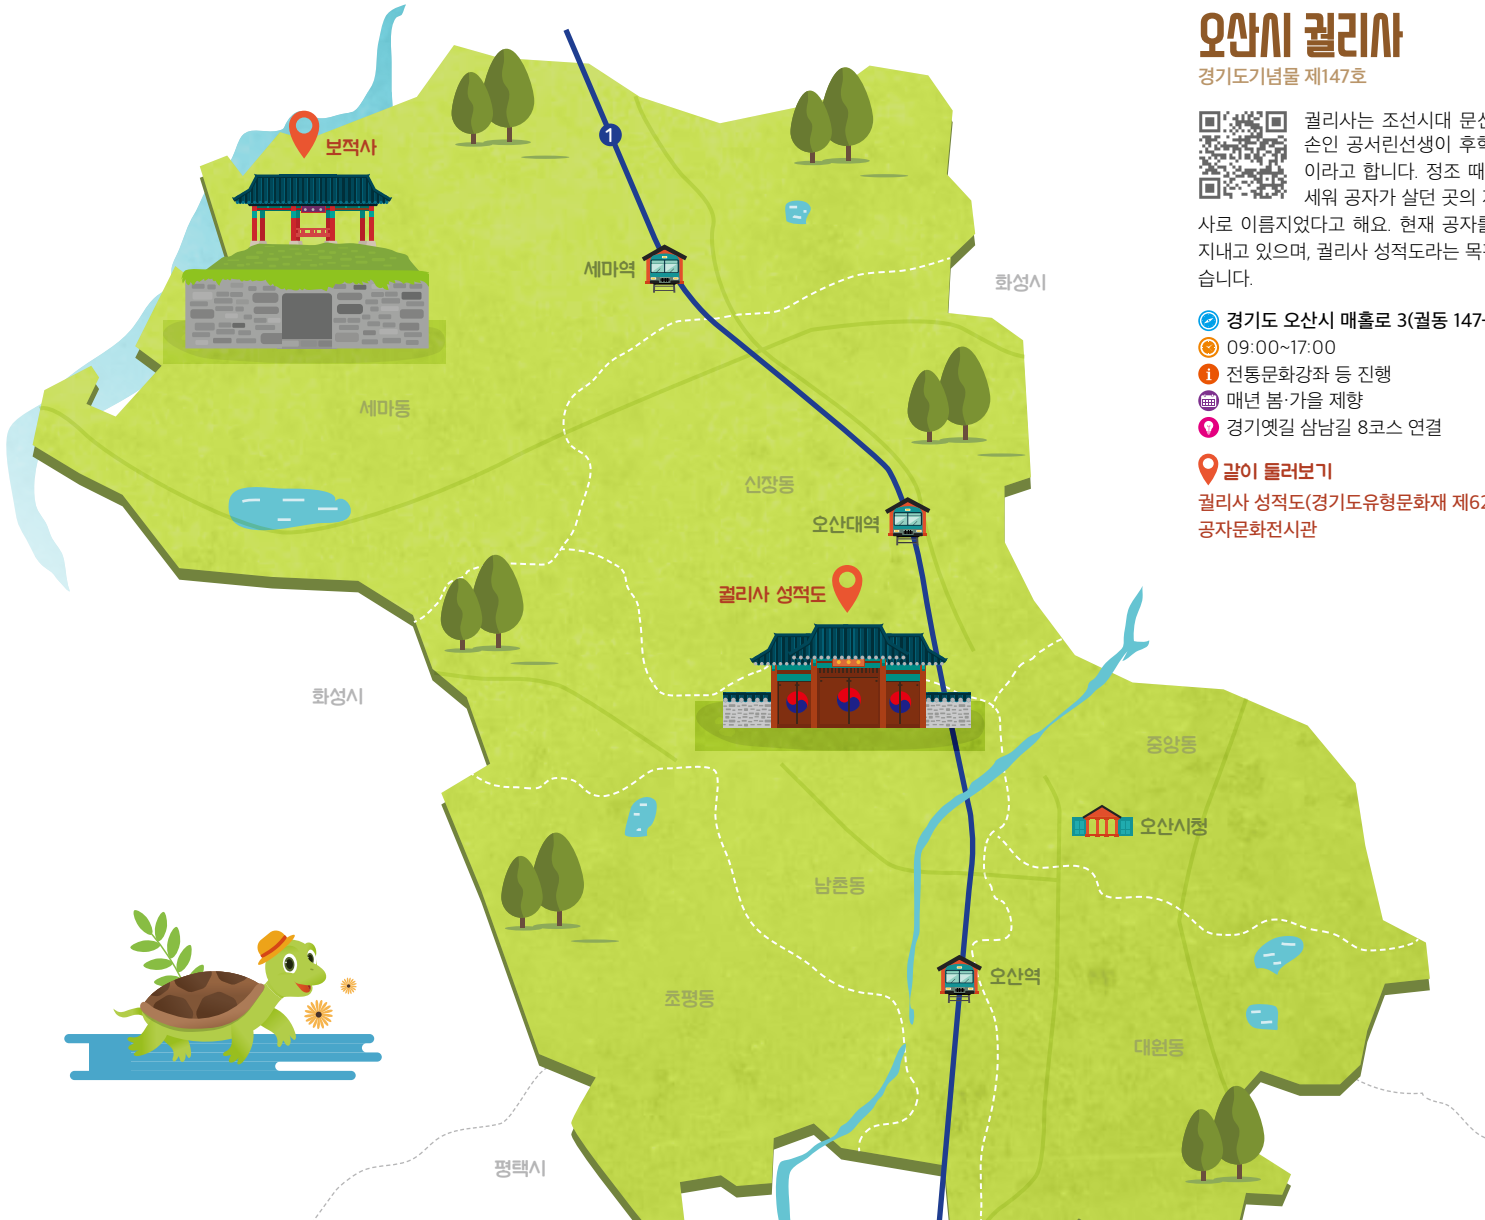 오산시 궐리사
경기도기념물 제147호
궐리사는 조선시대 문신
손인 공서린선생이 후학
이라고 합니다. 정조 때
세워 공자가 살던 곳의
사로 이름지었다고 해요. 현재 공자를
지내고 있으며, 궐리사 성적도라는 목
습니다.
경기도 오산시 매홀로 3(궐동 147-
09:00~17:00
전통문화강좌 등 진행
매년 봄·가을 제향
경기옛길 삼남길 8코스 연결
같이 둘러보기
궐리사 성적도(경기도유형문화재 제62
공자문화전시관
1
보적사
세마역
화성시
세마동
신장동
오산대역
궐리사 성적도
화성시
중앙동
오산시청
남촌동
오산역
초평동
대원동
평택시